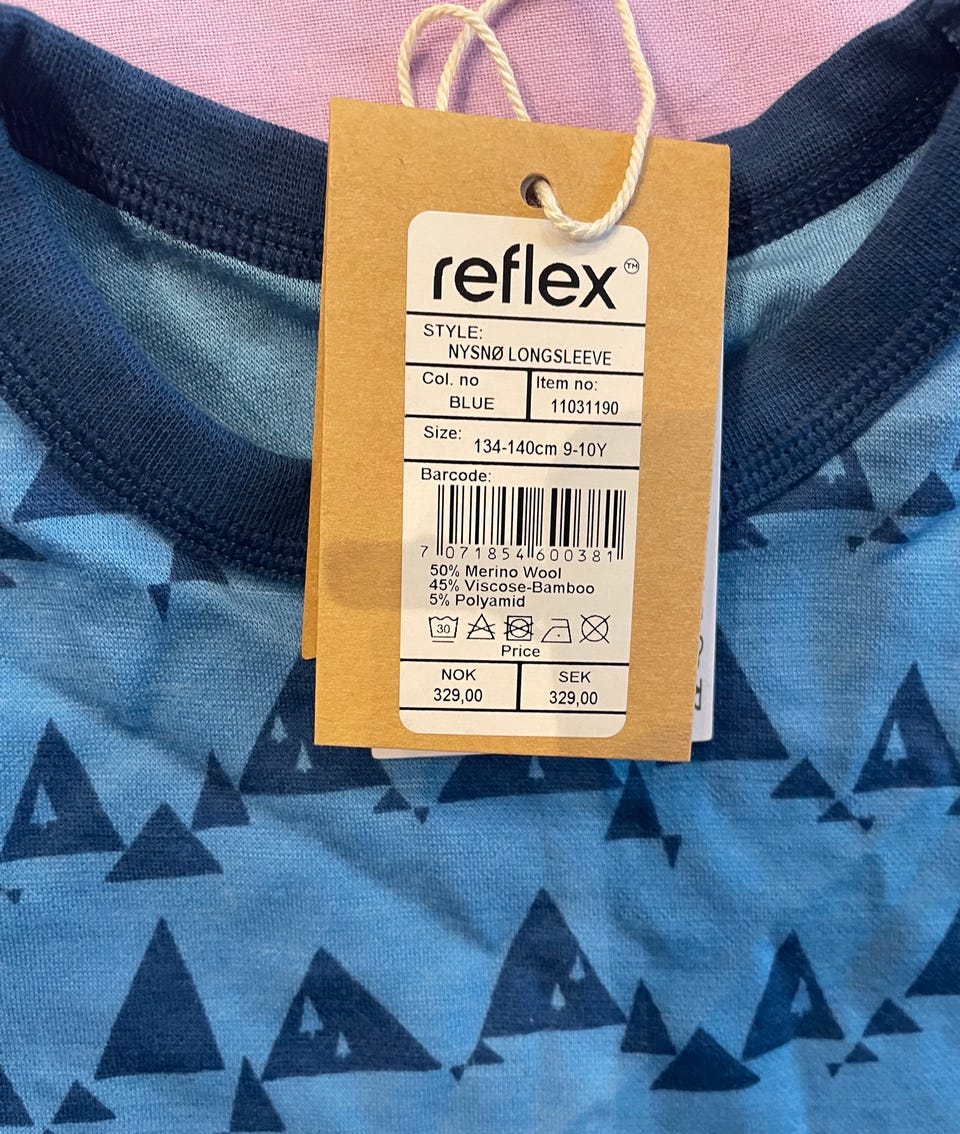 reflex™
STYLE:
NYSNØ LONGSLEEVE
Col. no
BLUE
Item no:
11031190
Size:
134-140cm 9-10Y
Barcode:
7 071854 600381
50% Merino Wool
45% Viscose-Bamboo
5% Polyamid
30
Price
NOK
329,00
SEK
329,00